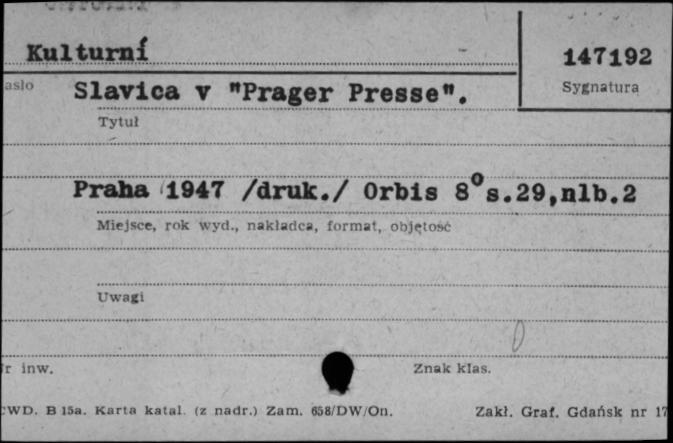 Kulturní
147192
asło
Sygnatura
Slavica v "Prager Presse".
Tytuł
Praha 1947 /druk./ Orbis 8° s.29,nlb.2
Miejsce, rok wyd., nakładca, format, objętość
Uwagi
r inw.
Znak klas.
WD. B 15a. Karta katal. (z nadr.) Zam. 658/DW/On.
Zakł. Graf. Gdańsk nr 17